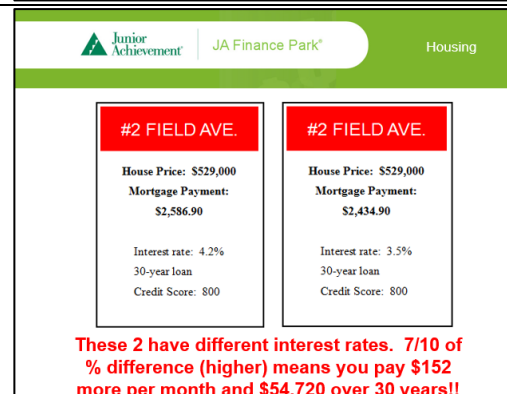 Junior
Achievement®
JA Finance Park®
Housing
#2 FIELD AVE.
House Price: $529,000
Mortgage Payment:
$2,586.90
Interest rate: 4.2%
30-year loan
Credit Score: 800
#2 FIELD AVE.
House Price: $529,000
Mortgage Payment:
$2,434.90
Interest rate: 3.5%
30-year loan
Credit Score: 800
These 2 have different interest rates. 7/10 of
% difference (higher) means you pay $152
more per month and $54,720 over 30 years!!